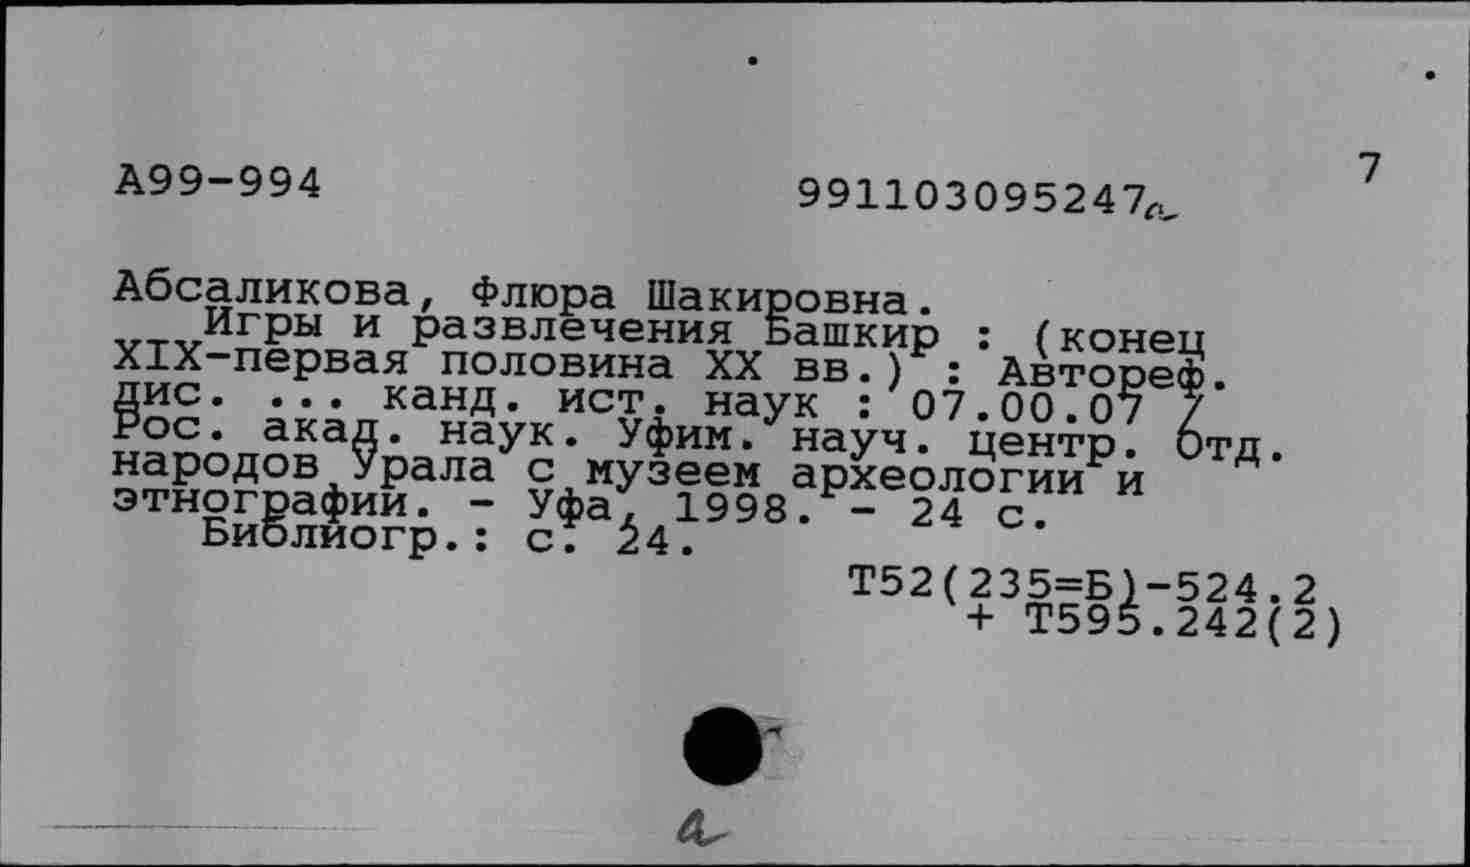 7
А99-994
991103095247
Абсаликова, Флюра Шакировна.
Игры и развлечения Башкир : (конец
XIX-первая половина XX вв.) : Автореф.
дис. ... канд. ист. наук : 07.00.07 /
Рос. акад. наук. Уфим. науч. центр. Отд.
народов Урала с музеем археологии и
этнографии. - Уфа, 1998. - 24 с.
Библиогр.: с. 24.
Т52(235=Б)-524.2
+ Т595.242(2)